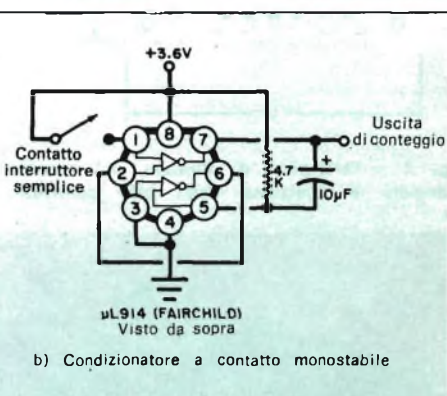 +3.6V
Contatto
interruttore
semplice
1
8
7
2
6
3
4
5
4.7
K
+
10µF
Uscita
di conteggio
µL914 (FAIRCHILD)
Visto da sopra
b) Condizionatore a contatto monostabile